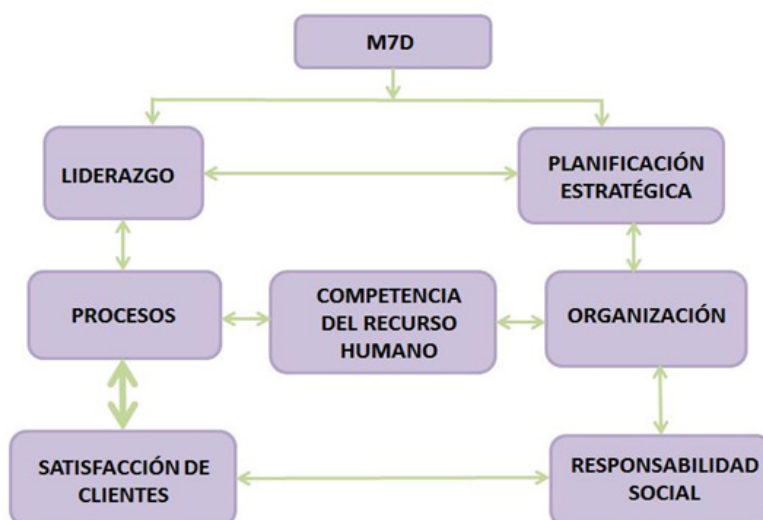 M7D
LIDERAZGO
PLANIFICACIÓN
ESTRATÉGICA
PROCESOS
COMPETENCIA
DEL RECURSO
HUMANO
ORGANIZACIÓN
SATISFACCIÓN DE
CLIENTES
RESPONSABILIDAD
SOCIAL